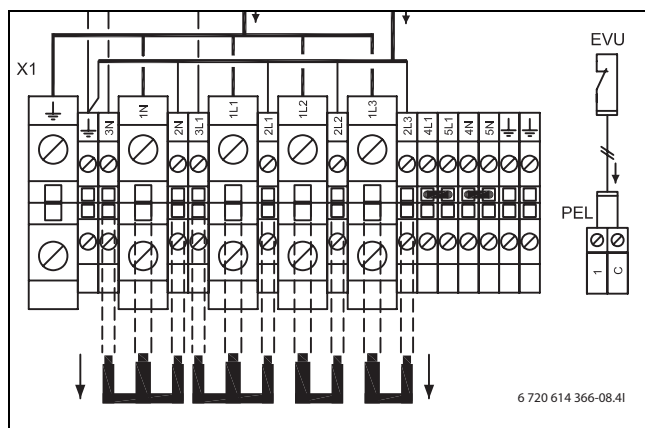 X1
⏚
⏚
3N
1N
2N
3L1
1L1
2L1
1L2
2L2
1L3
2L3
4L1
5L1
4N
5N
⏚
⏚
EVU
PEL
1
C
6 720 614 366-08.4I